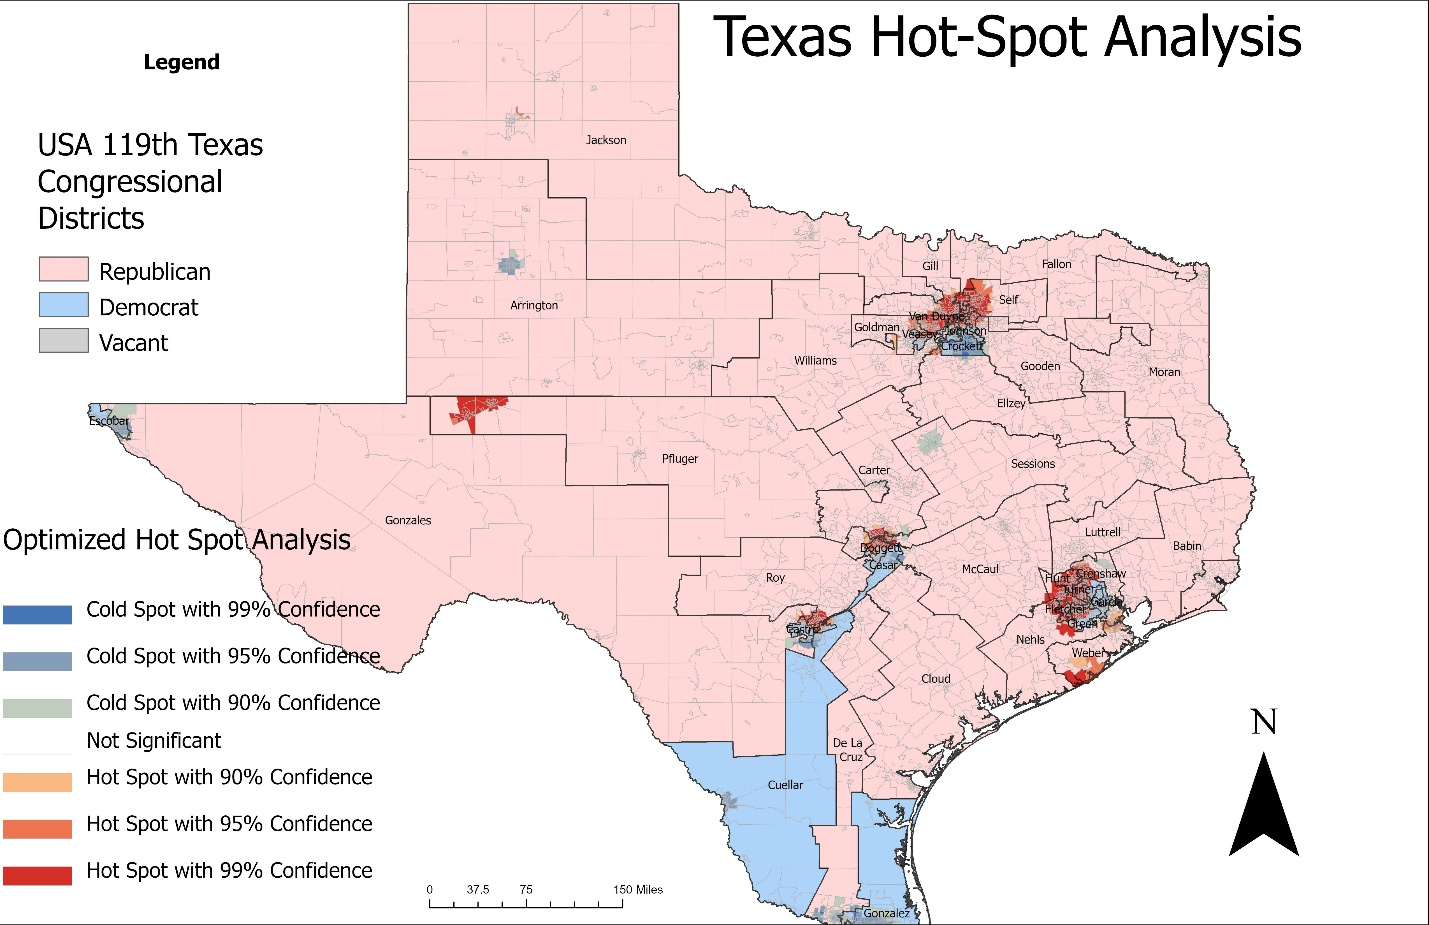 Texas Hot-Spot Analysis
Legend
USA 119th Texas
Congressional
Districts
Republican
Democrat
Vacant
Optimized Hot Spot Analysis
Cold Spot with 99% Confidence
Cold Spot with 95% Confidence
Cold Spot with 90% Confidence
Not Significant
Hot Spot with 90% Confidence
Hot Spot with 95% Confidence
Hot Spot with 99% Confidence
Jackson
Arrington
Gill
Fallon
Self
Van Duyne
Goldman
Veasey
Johnson
Crockett
Williams
Gooden
Moran
Ellzey
Escobar
Pfluger
Carter
Sessions
Gonzales
Doggett
Casar
Luttrell
Babin
McCaul
Roy
Hunt
Crenshaw
Turner
Garcia
Fletcher
Green
Castro
Nehls
Weber
Cloud
De La
Cruz
Cuellar
Gonzalez
0 37.5 75 150 Miles
N